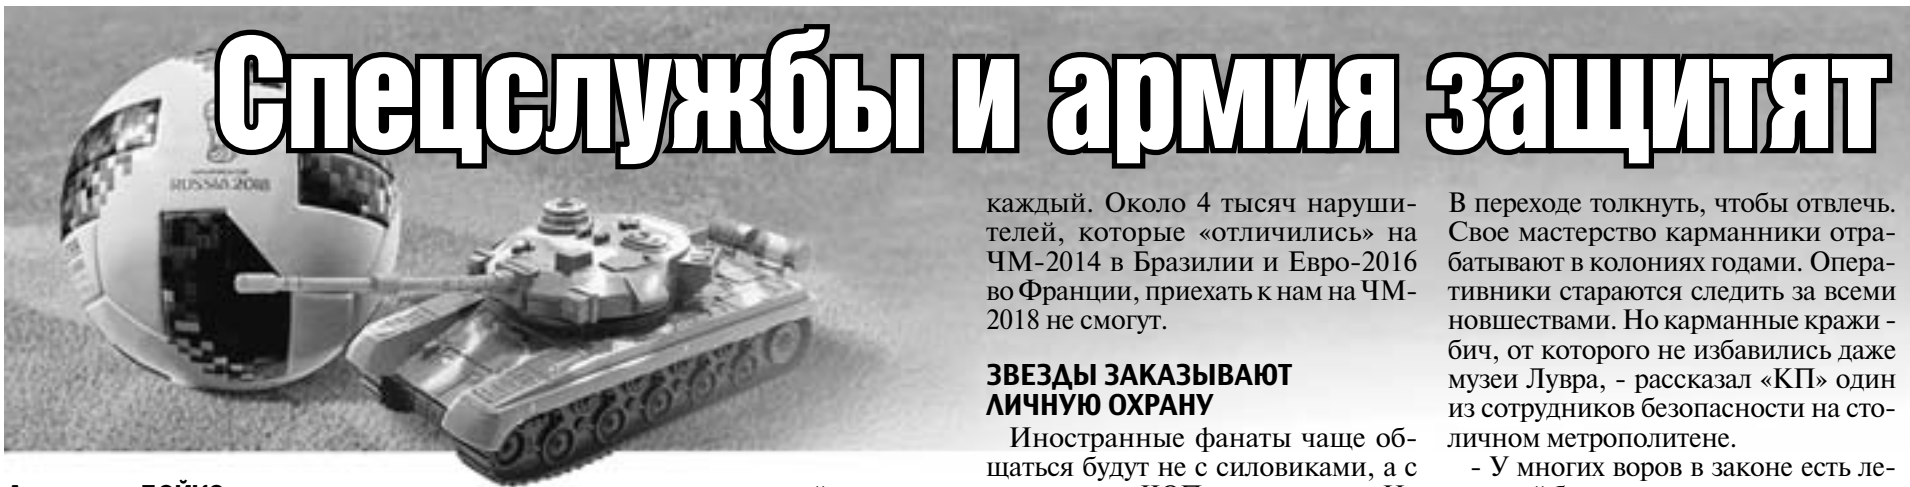 Спецслужбы и армия защитят
RUSSIA 2018
каждый. Около 4 тысяч наруши-
телей, которые «отличились» на
ЧМ-2014 в Бразилии и Евро-2016
во Франции, приехать к нам на ЧМ-
2018 не смогут.
ЗВЕЗДЫ ЗАКАЗЫВАЮТ
ЛИЧНУЮ ОХРАНУ
Иностранные фанаты чаще об-
щаться будут не с силовиками, а с
В переходе толкнуть, чтобы отвлечь.
Свое мастерство карманники отра-
батывают в колониях годами. Опера-
тивники стараются следить за всеми
новшествами. Но карманные кражи -
бич, от которого не избавились даже
музеи Лувра, - рассказал «КП» один
из сотрудников безопасности на сто-
личном метрополитене.
- У многих воров в законе есть ле-